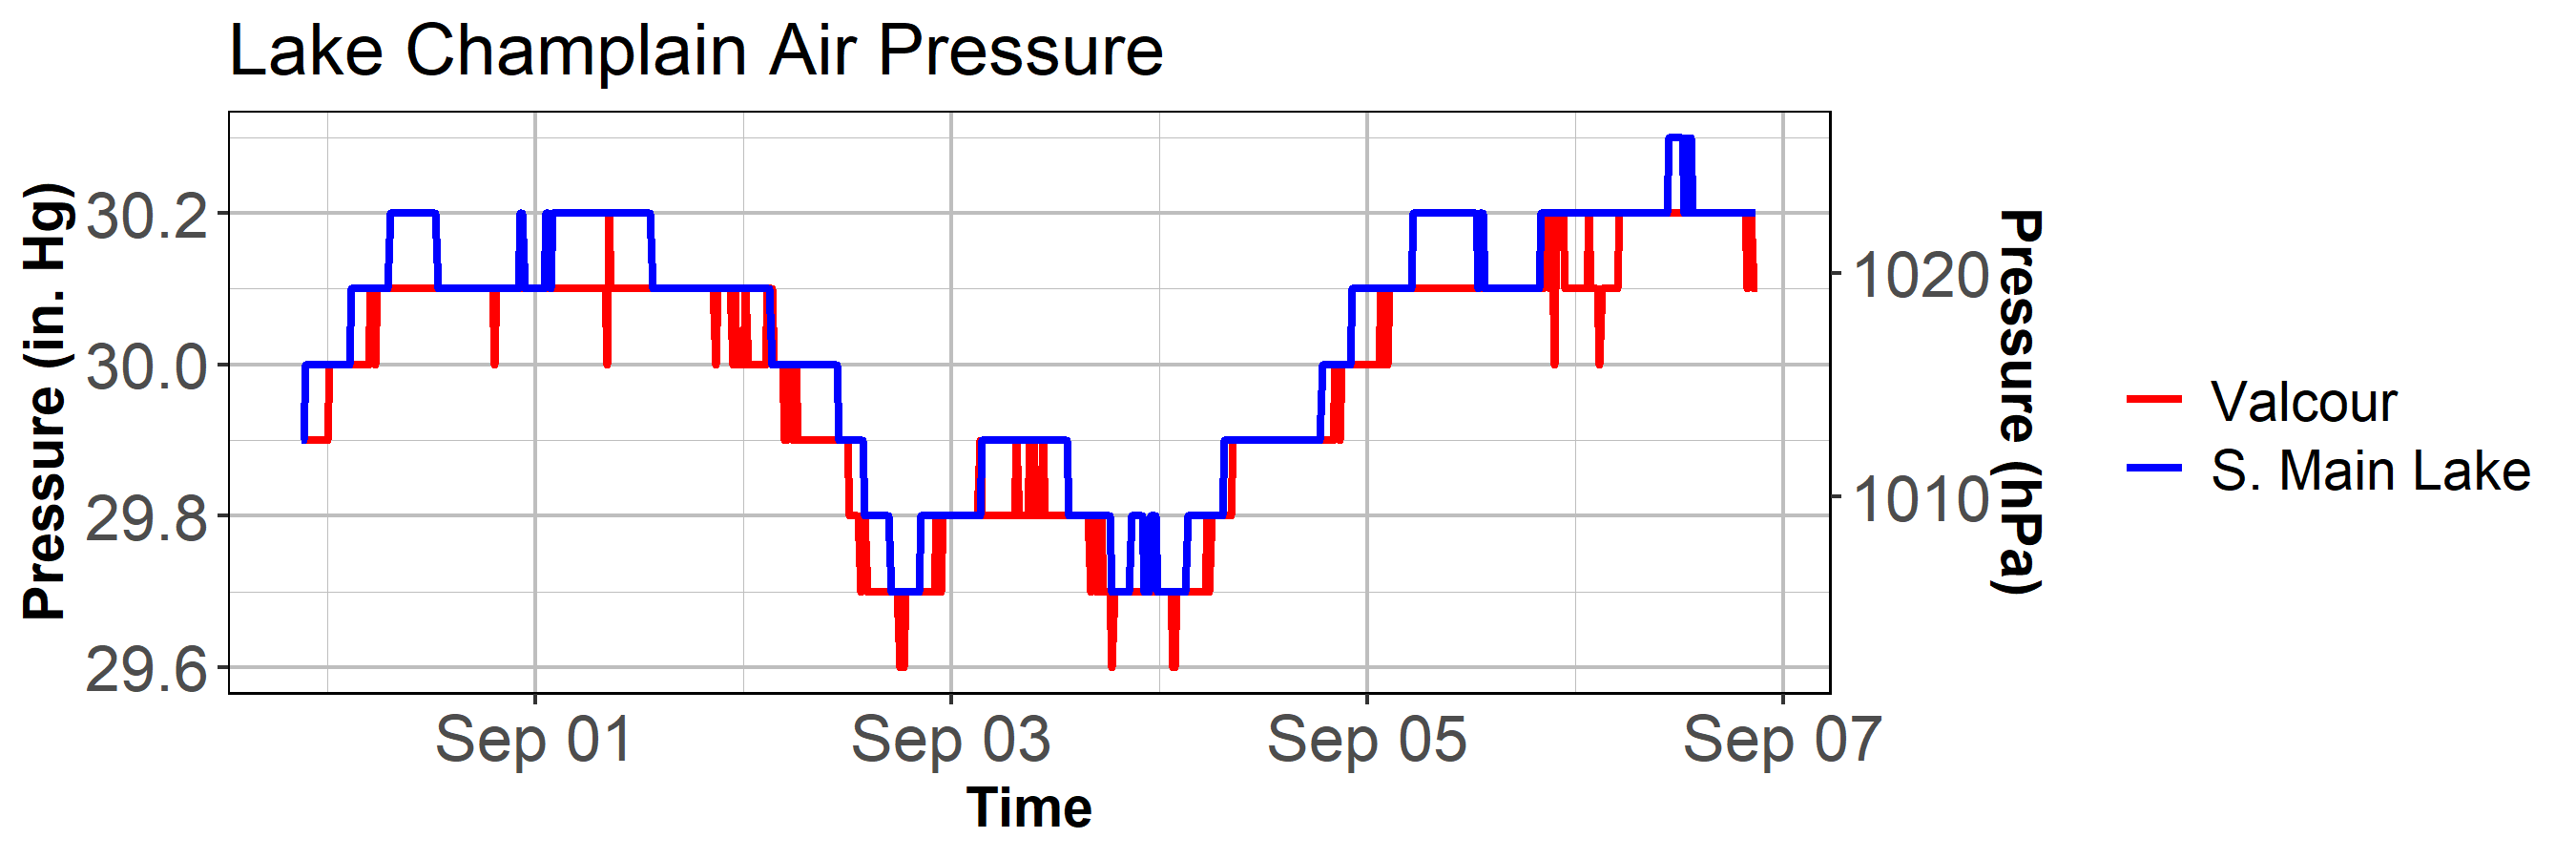 Lake Champlain Air Pressure
Pressure (in. Hg)
30.2
30.0
29.8
29.6
1020
1010
Pressure (hPa)
Valcour
S. Main Lake
Sep 01
Sep 03
Sep 05
Sep 07
Time